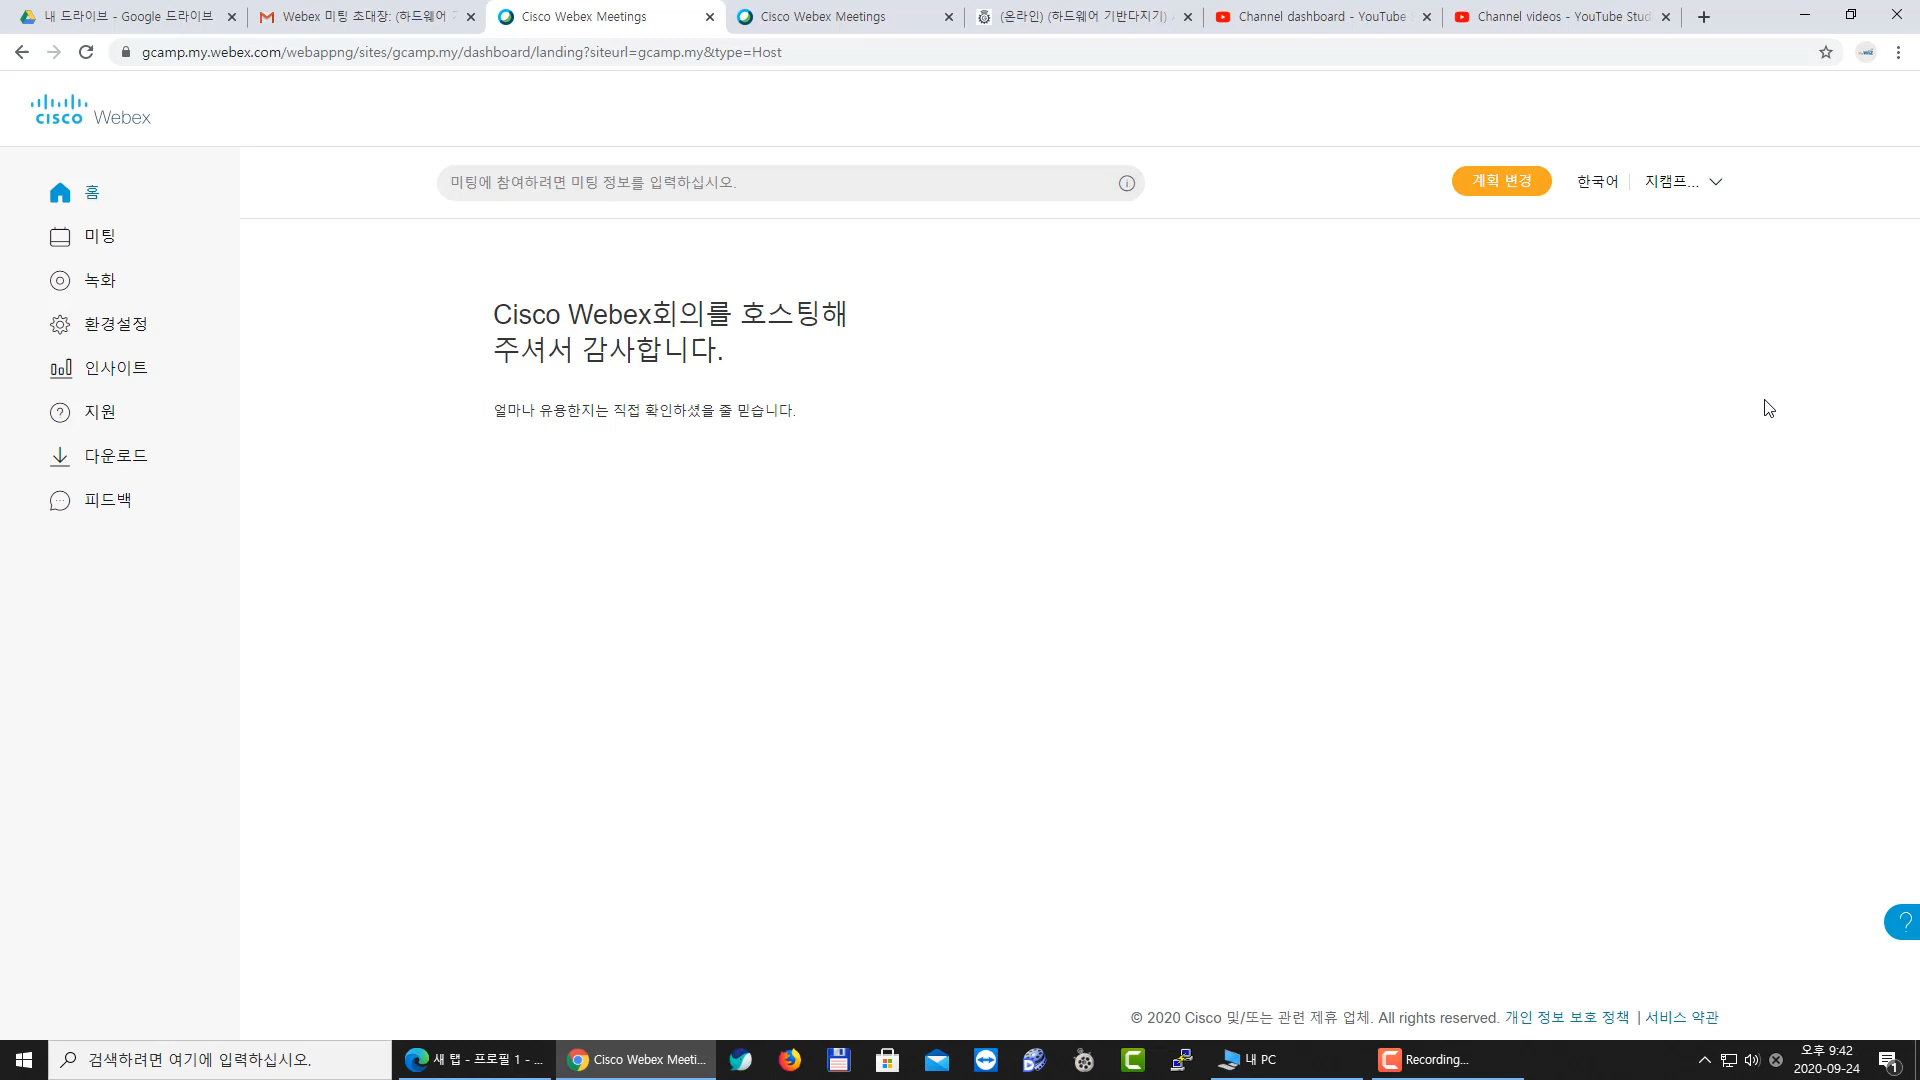 내 드라이브 - Google 드라이브
Webex 미팅 초대장: (하드웨어
Cisco Webex Meetings
Cisco Webex Meetings
(온라인) (하드웨어 기반다지기)
Channel dashboard - YouTube
Channel videos - YouTube Stud
gcamp.my.webex.com/webappng/sites/gcamp.my/dashboard/landing?siteurl=gcamp.my&type=Host
CISCO Webex
미팅에 참여하려면 미팅 정보를 입력하십시오.
계획 변경
한국어
지캠프...
홈
미팅
녹화
환경설정
인사이트
지원
다운로드
피드백
Cisco Webex회의를 호스팅해
주셔서 감사합니다.
얼마나 유용한지는 직접 확인하셨을 줄 믿습니다.
?
© 2020 Cisco 및/또는 관련 제휴 업체. All rights reserved. 개인 정보 보호 정책 | 서비스 약관
검색하려면 여기에 입력하십시오.
새 탭 - 프로필 1 - ...
Cisco Webex Meeti...
내 PC
Recording...
오후 9:42
2020-09-24
1